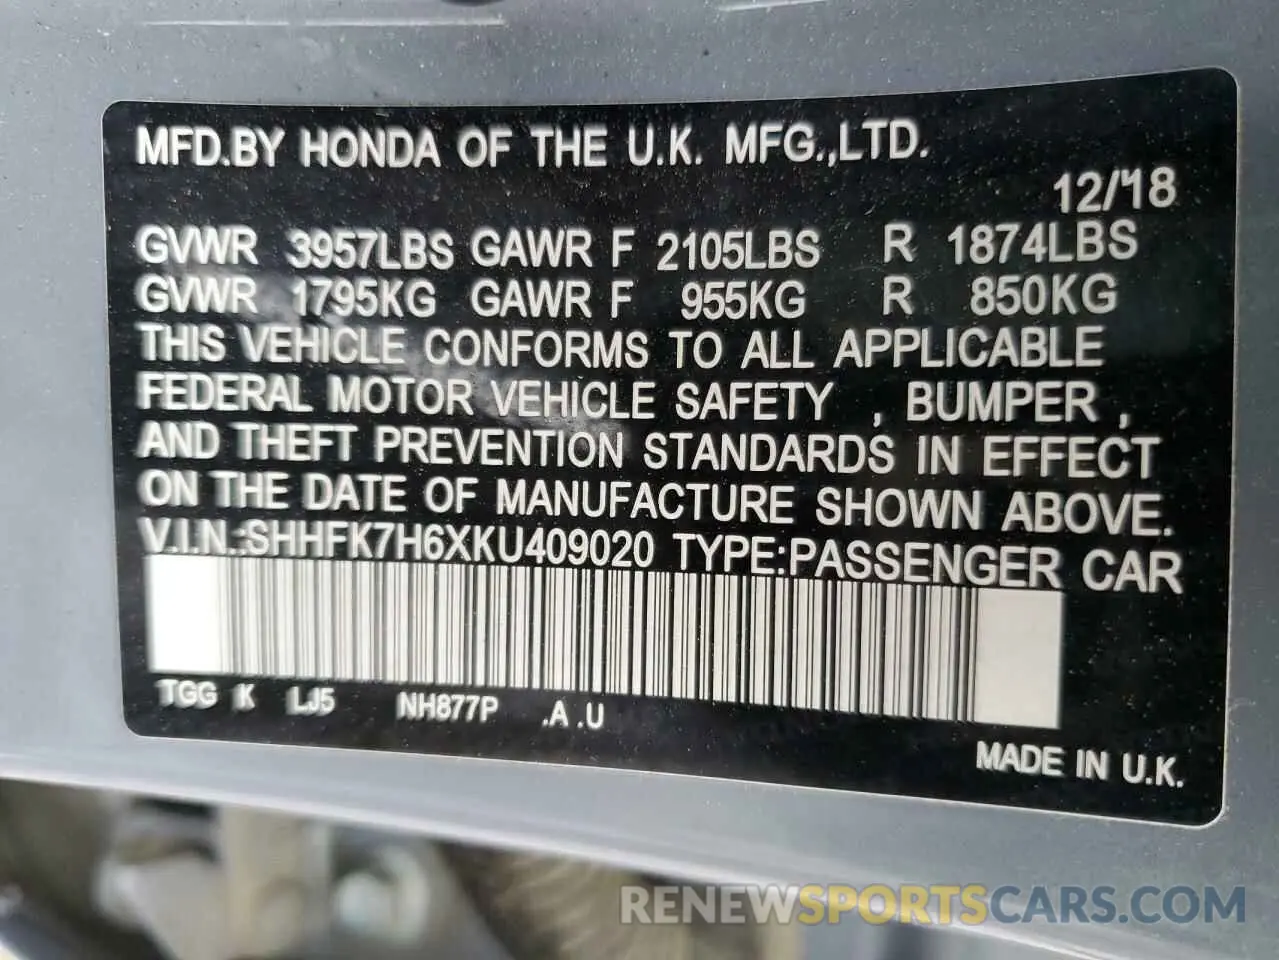 MFD.BY HONDA OF THE U.K. MFG.,LTD.
12/18
GVWR 3957LBS GAWR F 2105LBS R 1874LBS
GVWR 1795KG GAWR F 955KG R 850KG
THIS VEHICLE CONFORMS TO ALL APPLICABLE
FEDERAL MOTOR VEHICLE SAFETY , BUMPER ,
AND THEFT PREVENTION STANDARDS IN EFFECT
ON THE DATE OF MANUFACTURE SHOWN ABOVE.
V.I.N.:SHHFK7H6XKU409020 TYPE:PASSENGER CAR
TGG K LJ5 NH877P .A .U
MADE IN U.K.
RENEWSPORTSCARS.COM